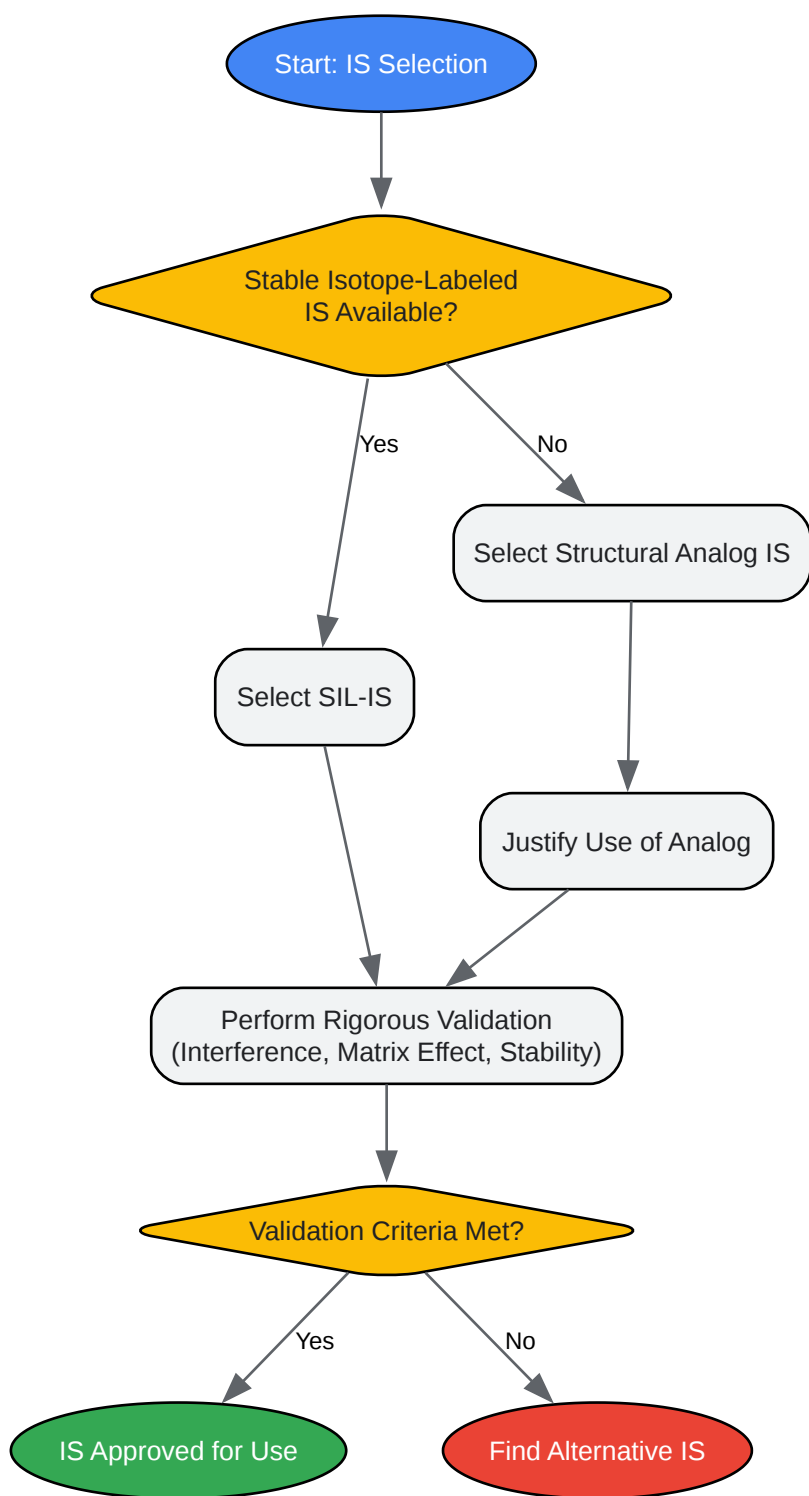 Start: IS Selection
Stable Isotope-Labeled
IS Available?
Yes
No
Select Structural Analog IS
Select SIL-IS
Justify Use of Analog
Perform Rigorous Validation
(Interference, Matrix Effect, Stability)
Validation Criteria Met?
Yes
No
IS Approved for Use
Find Alternative IS